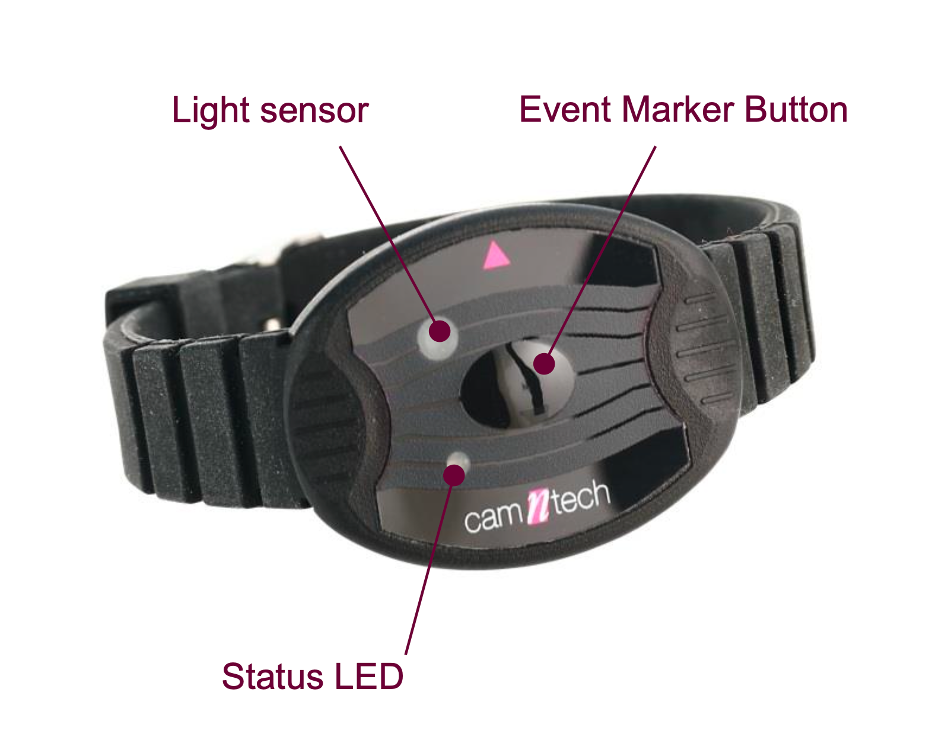 Light sensor
Event Marker Button
camntech
Status LED